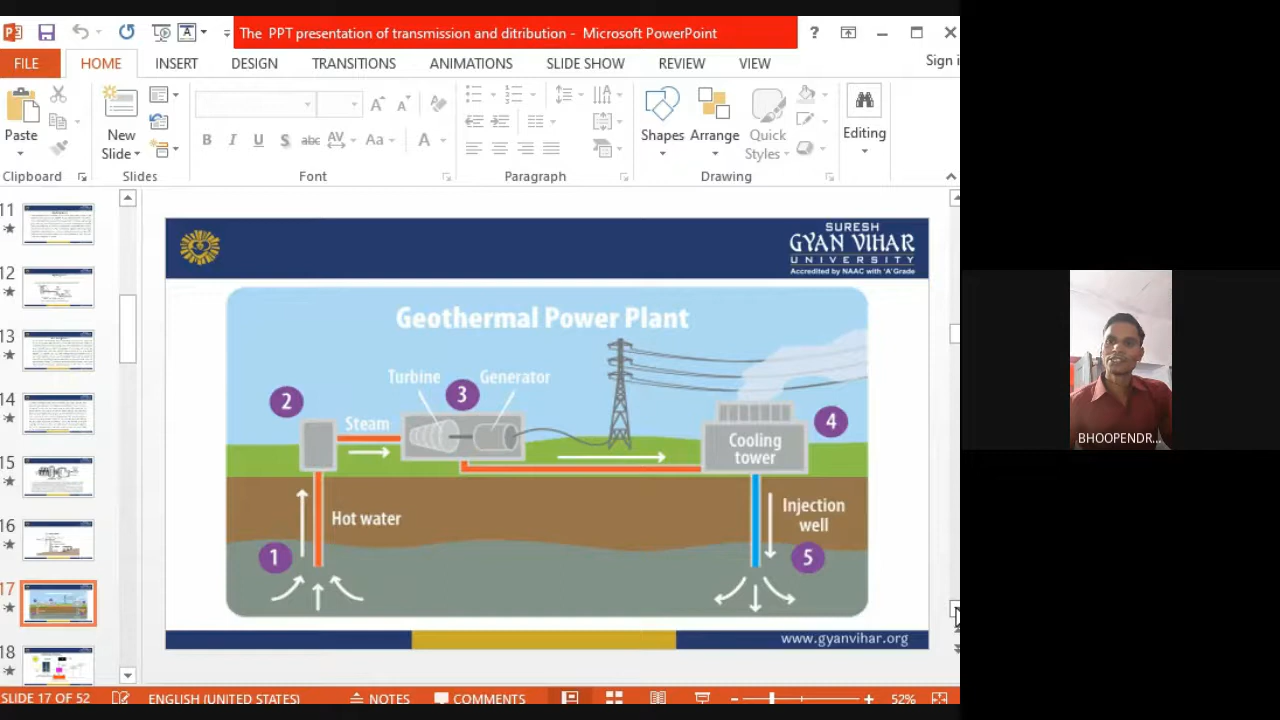 The PPT presentation of transmission and ditribution - Microsoft PowerPoint
?
FILE HOME INSERT DESIGN TRANSITIONS ANIMATIONS SLIDE SHOW REVIEW VIEW Sign i
Paste
New
Slide
B I U S abc AV Aa A
Shapes Arrange Quick
Styles
Editing
Clipboard Slides Font Paragraph Drawing
11
12
13
14
15
16
17
18
SURESH
GYAN VIHAR
UNIVERSITY
Accredited by NAAC with 'A' Grade
Geothermal Power Plant
Turbine 3 Generator
2
Steam
4
Cooling
tower
Hot water
Injection
well
1
5
www.gyanvihar.org
BHOOPENDR...
SLIDE 17 OF 52 ENGLISH (UNITED STATES) NOTES COMMENTS 52%